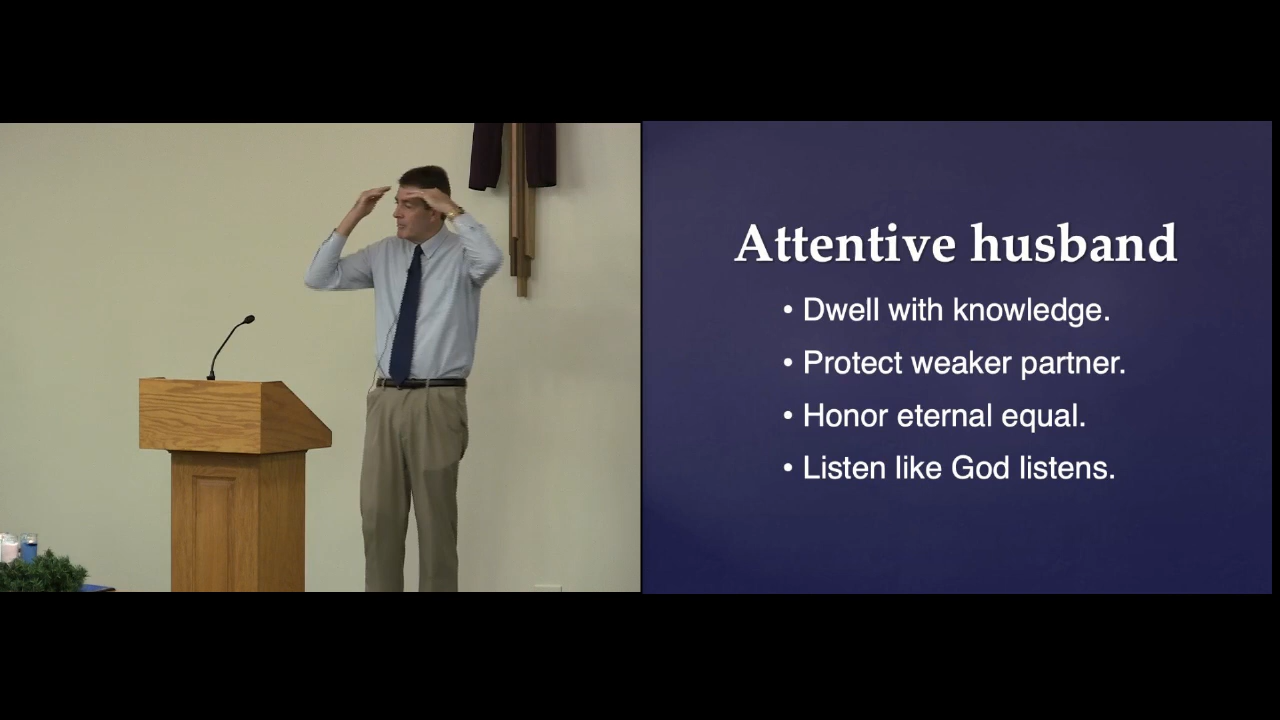 Attentive husband
• Dwell with knowledge.
• Protect weaker partner.
• Honor eternal equal.
• Listen like God listens.